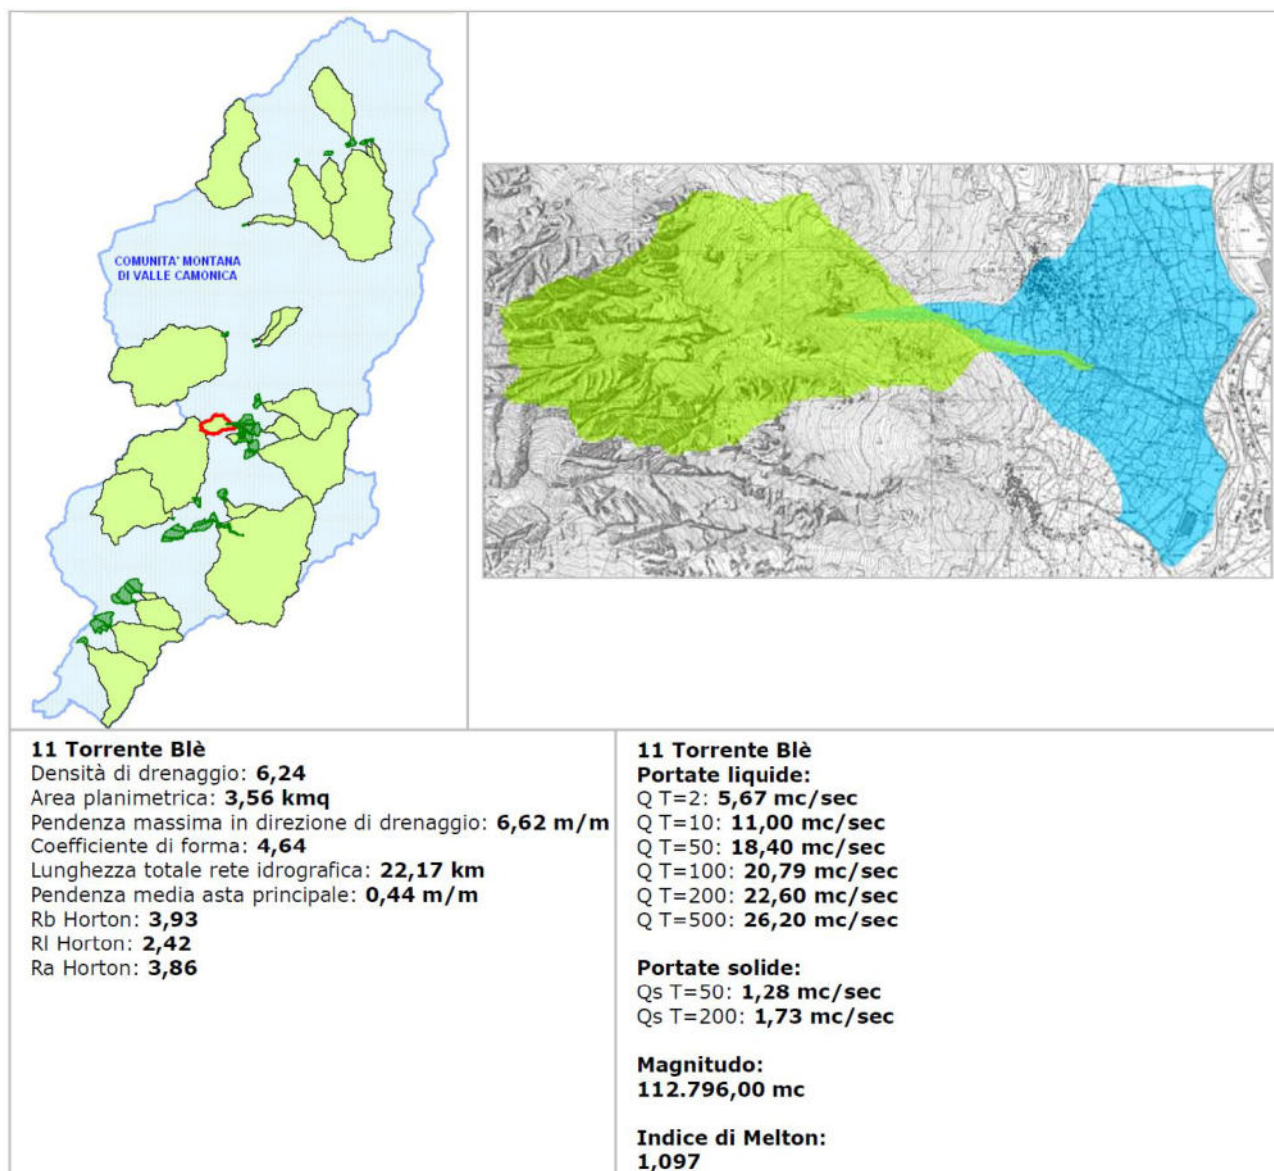 COMUNITA' MONTANA
DI VALLE CAMONICA
11 Torrente Blè
Densità di drenaggio: 6,24
Area planimetrica: 3,56 kmq
Pendenza massima in direzione di drenaggio: 6,62 m/m
Coefficiente di forma: 4,64
Lunghezza totale rete idrografica: 22,17 km
Pendenza media asta principale: 0,44 m/m
Rb Horton: 3,93
Rl Horton: 2,42
Ra Horton: 3,86
11 Torrente Blè
Portate liquide:
Q T=2: 5,67 mc/sec
Q T=10: 11,00 mc/sec
Q T=50: 18,40 mc/sec
Q T=100: 20,79 mc/sec
Q T=200: 22,60 mc/sec
Q T=500: 26,20 mc/sec
Portate solide:
Qs T=50: 1,28 mc/sec
Qs T=200: 1,73 mc/sec
Magnitudo:
112.796,00 mc
Indice di Melton:
1,097